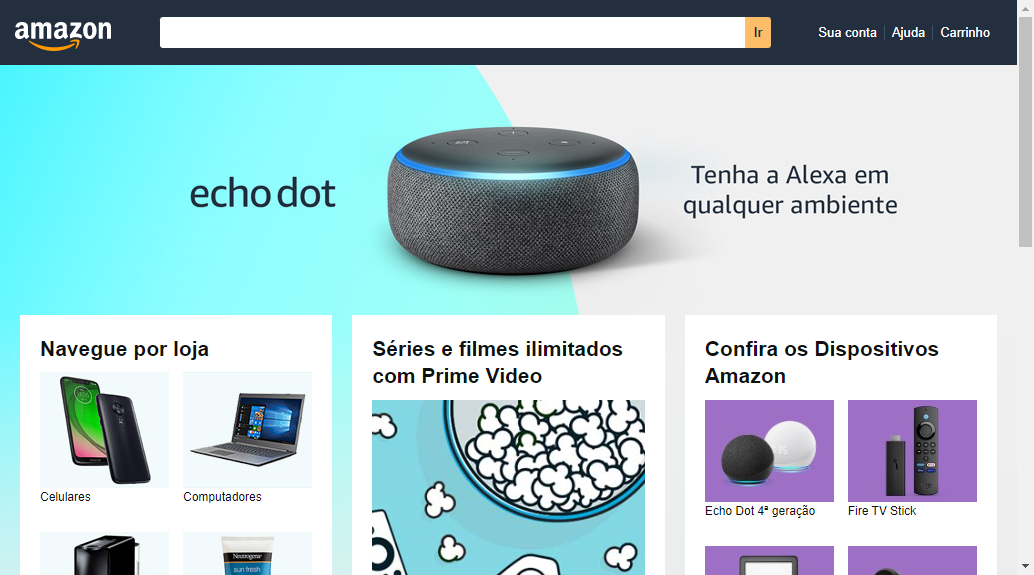 amazon
Ir
Sua conta
Ajuda
Carrinho
echo dot
Tenha a Alexa em
qualquer ambiente
Navegue por loja
Celulares
Computadores
Neutrogena
sun fresh
Séries e filmes ilimitados
com Prime Video
Confira os Dispositivos
Amazon
Echo Dot 4ª geração
Fire TV Stick